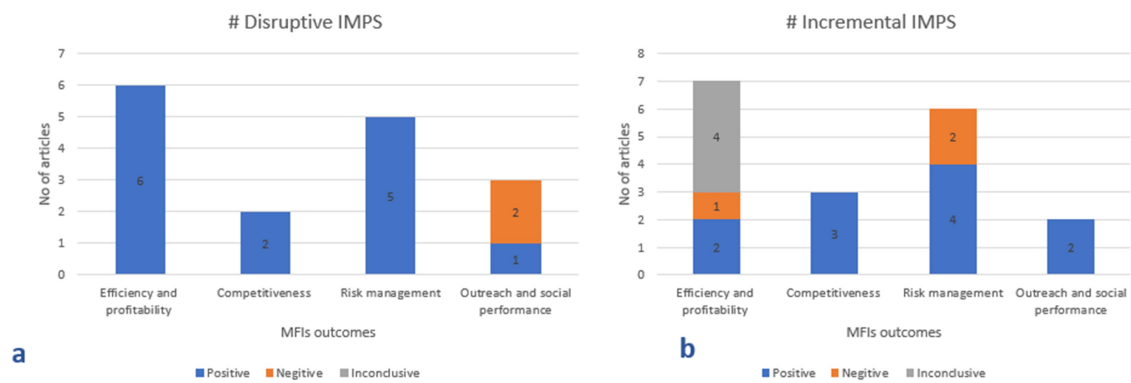 # Disruptive IMPS
No of articles
7
6
5
4
3
2
1
0
6
2
5
2
1
Efficiency and
profitability
Competitiveness
Risk management
Outreach and social
performance
MFIs outcomes
a
Positive
Negitive
Inconclusive
# Incremental IMPS
No of articles
8
7
6
5
4
3
2
1
0
4
1
2
3
2
4
2
Efficiency and
profitability
Competitiveness
Risk management
Outreach and social
performance
MFIs outcomes
b
Positive
Negitive
Inconclusive